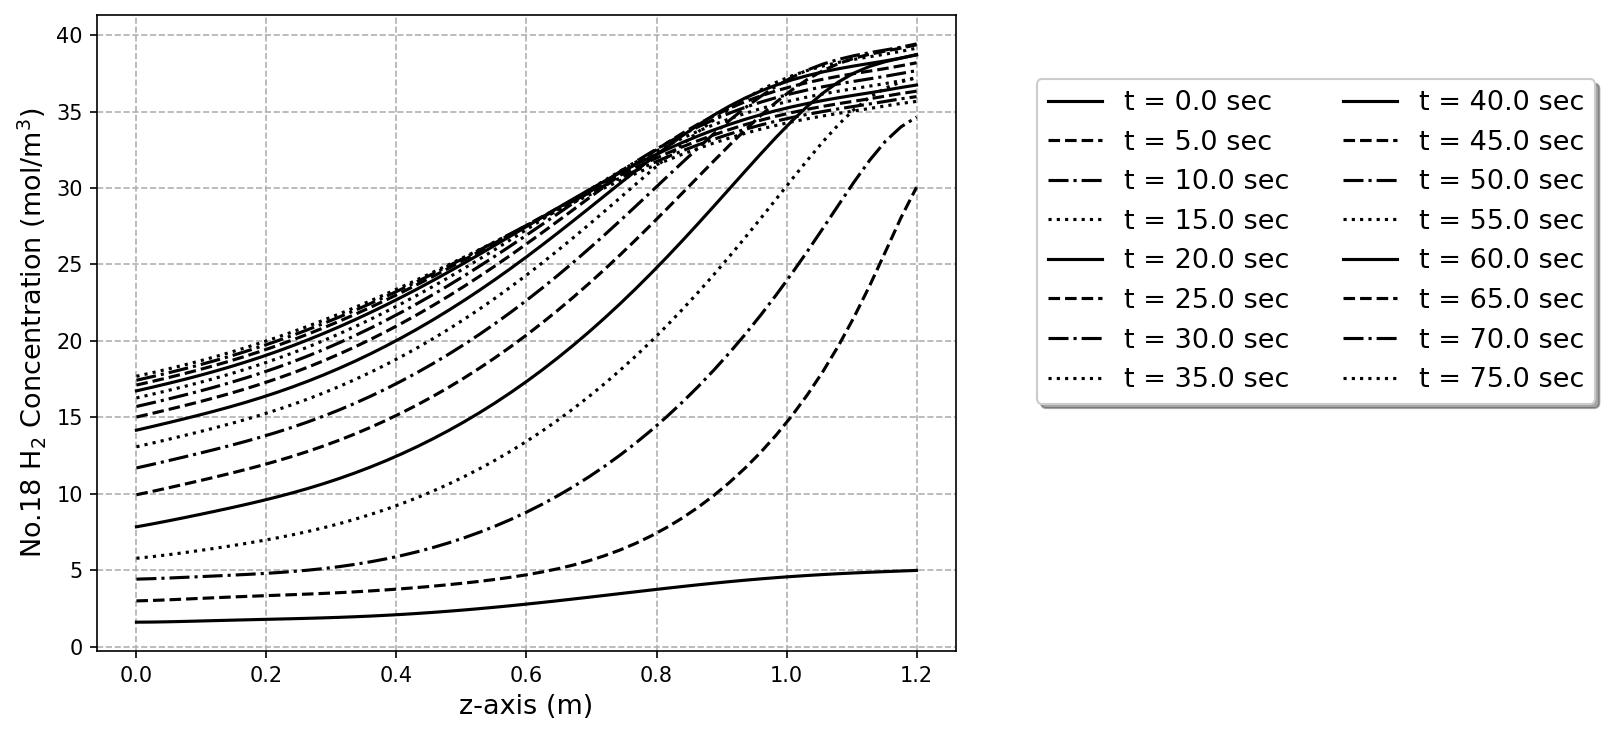 No.18 H₂ Concentration (mol/m³)
40
35
30
25
20
15
10
5
0
0.0 0.2 0.4 0.6 0.8 1.0 1.2
z-axis (m)
t = 0.0 sec
t = 5.0 sec
t = 10.0 sec
t = 15.0 sec
t = 20.0 sec
t = 25.0 sec
t = 30.0 sec
t = 35.0 sec
t = 40.0 sec
t = 45.0 sec
t = 50.0 sec
t = 55.0 sec
t = 60.0 sec
t = 65.0 sec
t = 70.0 sec
t = 75.0 sec